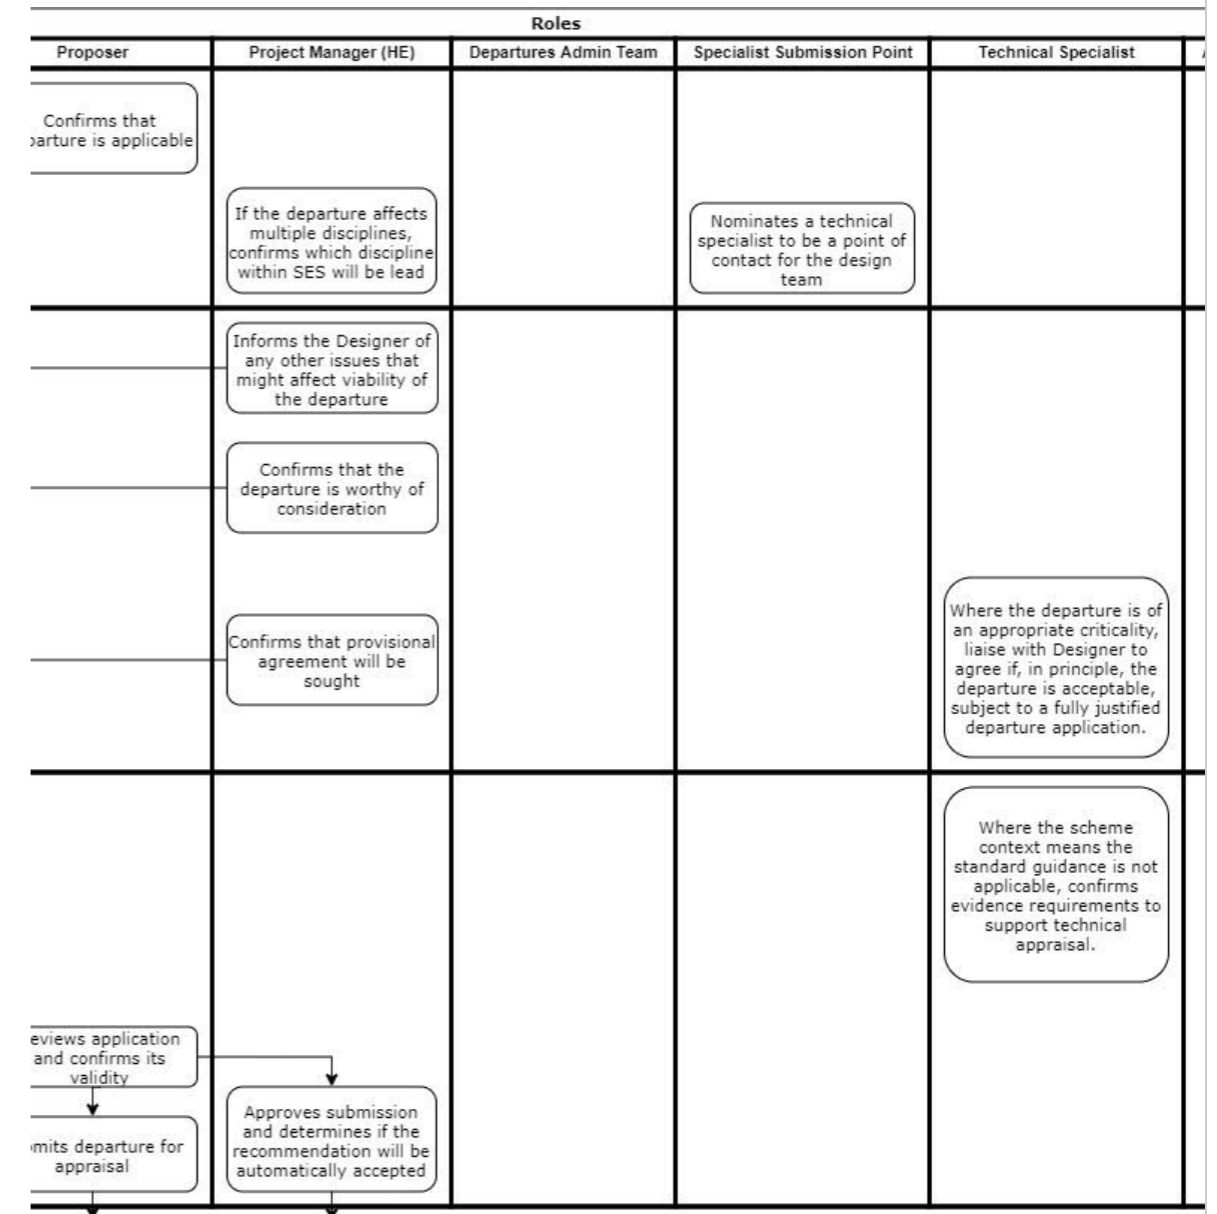 Roles
Proposer
Project Manager (HE)
Departures Admin Team
Specialist Submission Point
Technical Specialist
Confirms that
is applicable
If the departure affects
multiple disciplines,
confirms which discipline
within SES will be lead
Nominates a technical
specialist to be a point of
contact for the design
team
Informs the Designer of
any other issues that
might affect viability of
the departure
Confirms that the
departure is worthy of
consideration
Confirms that provisional
agreement will be
sought
Where the departure is of
an appropriate criticality,
liaise with Designer to
agree if, in principle, the
departure is acceptable,
subject to a fully justified
departure application.
Where the scheme
context means the
standard guidance is not
applicable, confirms
evidence requirements to
support technical
appraisal.
application
and confirms its
validity
departure for
appraisal
Approves submission
and determines if the
recommendation will be
automatically accepted